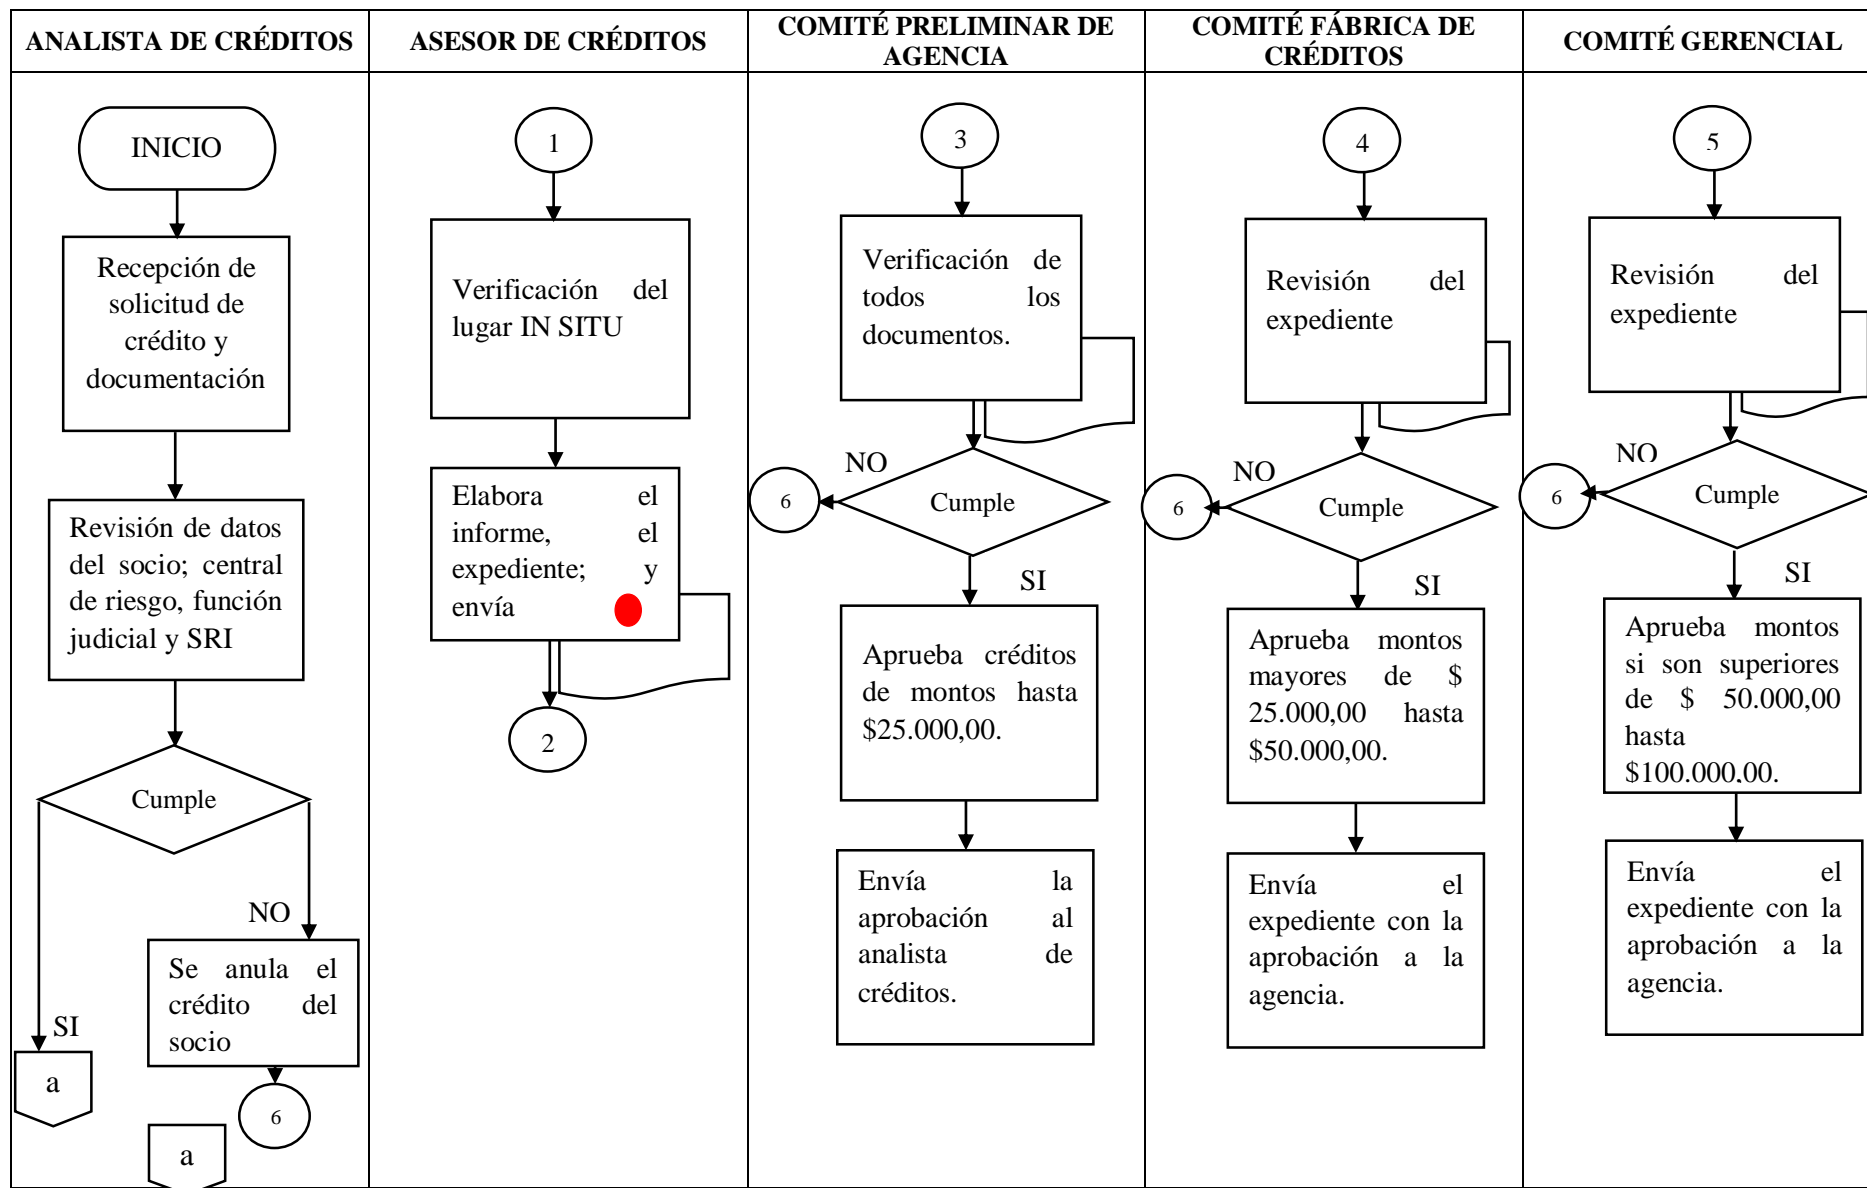 ANALISTA DE CRÉDITOS
ASESOR DE CRÉDITOS
COMITÉ PRELIMINAR DE
AGENCIA
COMITÉ FÁBRICA DE
CRÉDITOS
COMITÉ GERENCIAL
INICIO
Recepción de
solicitud de
crédito y
documentación
Revisión de datos
del socio; central
de riesgo, función
judicial y SRI
Cumple
NO
Se anula el
crédito del
socio
SI
a
6
a
1
Verificación del
lugar IN SITU
Elabora el
informe, el
expediente; y
envía
2
3
Verificación de
todos los
documentos.
NO
6
Cumple
SI
Aprueba créditos
de montos hasta
$25.000,00.
Envía la
aprobación al
analista de
créditos.
4
Revisión del
expediente
NO
6
Cumple
SI
Aprueba montos
mayores de $
25.000,00 hasta
$50.000,00.
Envía el
expediente con la
aprobación a la
agencia.
5
Revisión del
expediente
NO
6
Cumple
SI
Aprueba montos
si son superiores
de $ 50.000,00
hasta
$100.000,00.
Envía el
expediente con la
aprobación a la
agencia.